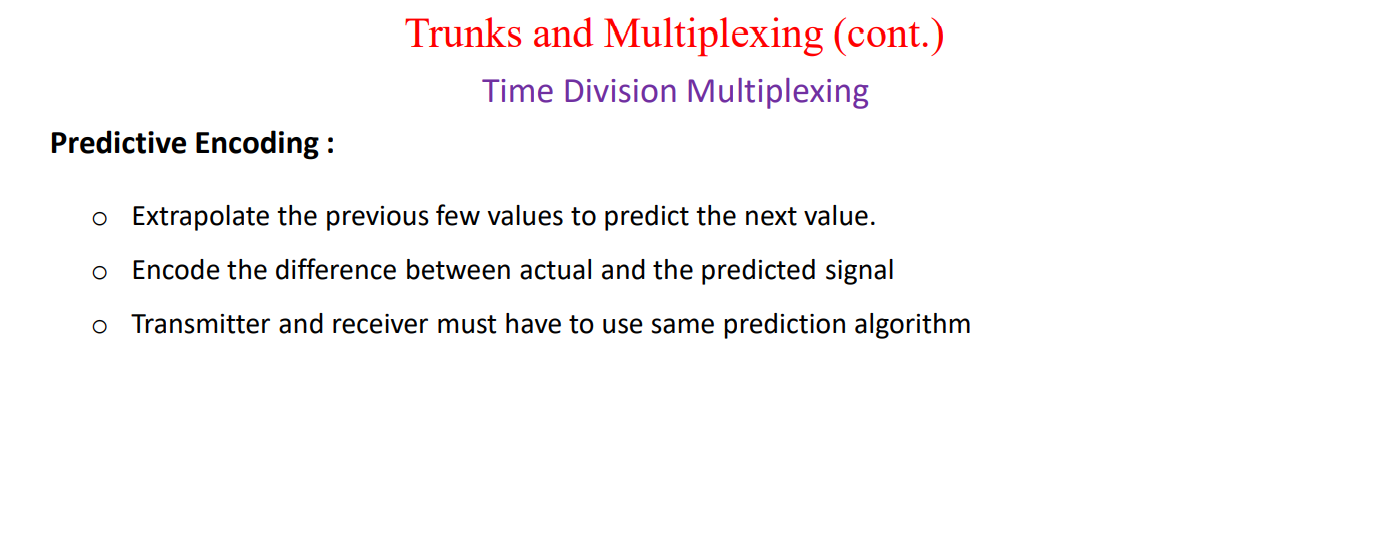 Trunks and Multiplexing (cont.)
Time Division Multiplexing
Predictive Encoding :
o Extrapolate the previous few values to predict the next value.
o Encode the difference between actual and the predicted signal
o Transmitter and receiver must have to use same prediction algorithm